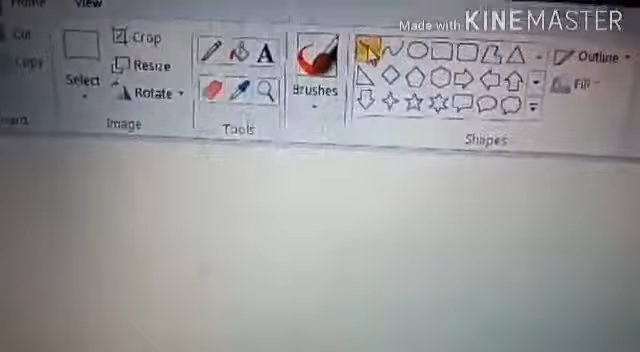 Made with KINEMASTER
Home View
Cut
Copy
Select
Crop
Resize
Rotate
Image
A
Tools
Brushes
Outline
Fill
Shapes